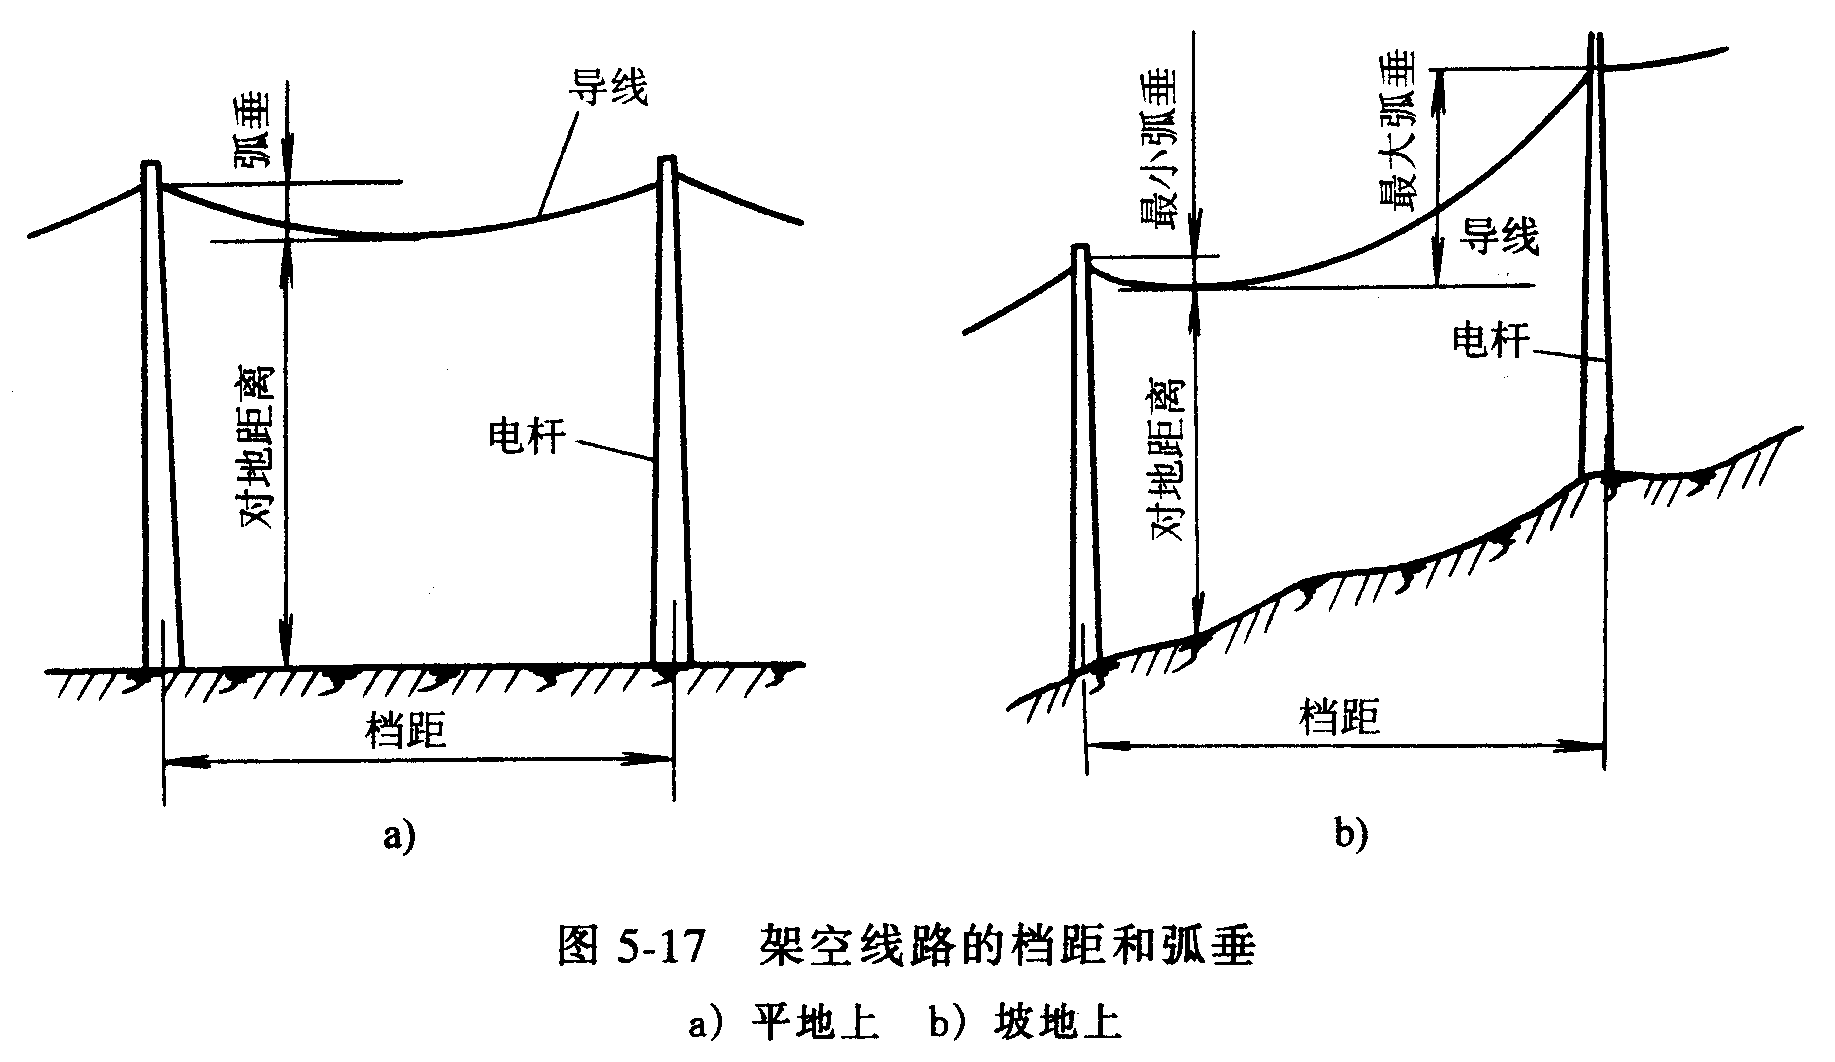 弧垂
导线
对地距离
电杆
档距
a)
最小弧垂
最大弧垂
导线
电杆
对地距离
档距
b)
图 5-17 架空线路的档距和弧垂
a) 平地上 b) 坡地上